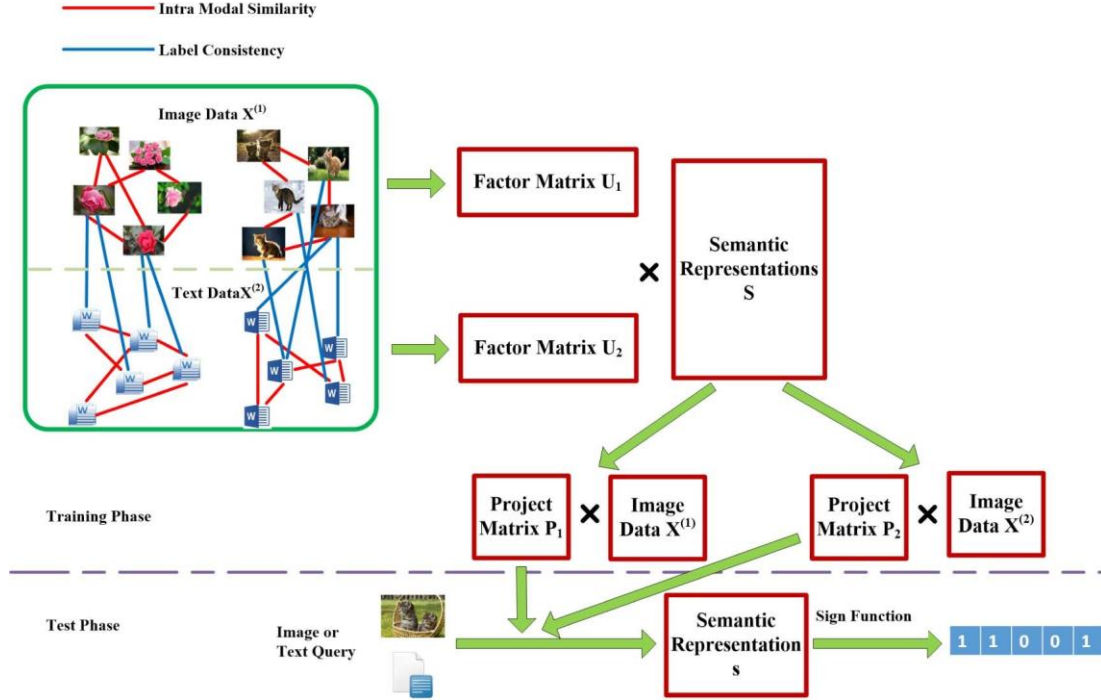 Intra Modal Similarity
Label Consistency
Image Data X⁽¹⁾
Text DataX⁽²⁾
Factor Matrix U₁
Factor Matrix U₂
×
Semantic
Representations
S
Training Phase
Project
Matrix P₁
×
Image
Data X⁽¹⁾
Project
Matrix P₂
×
Image
Data X⁽²⁾
Test Phase
Image or
Text Query
Semantic
Representations
s
Sign Function
1 1 0 0 1
W
W
W
W
W
W
W
W
W
W